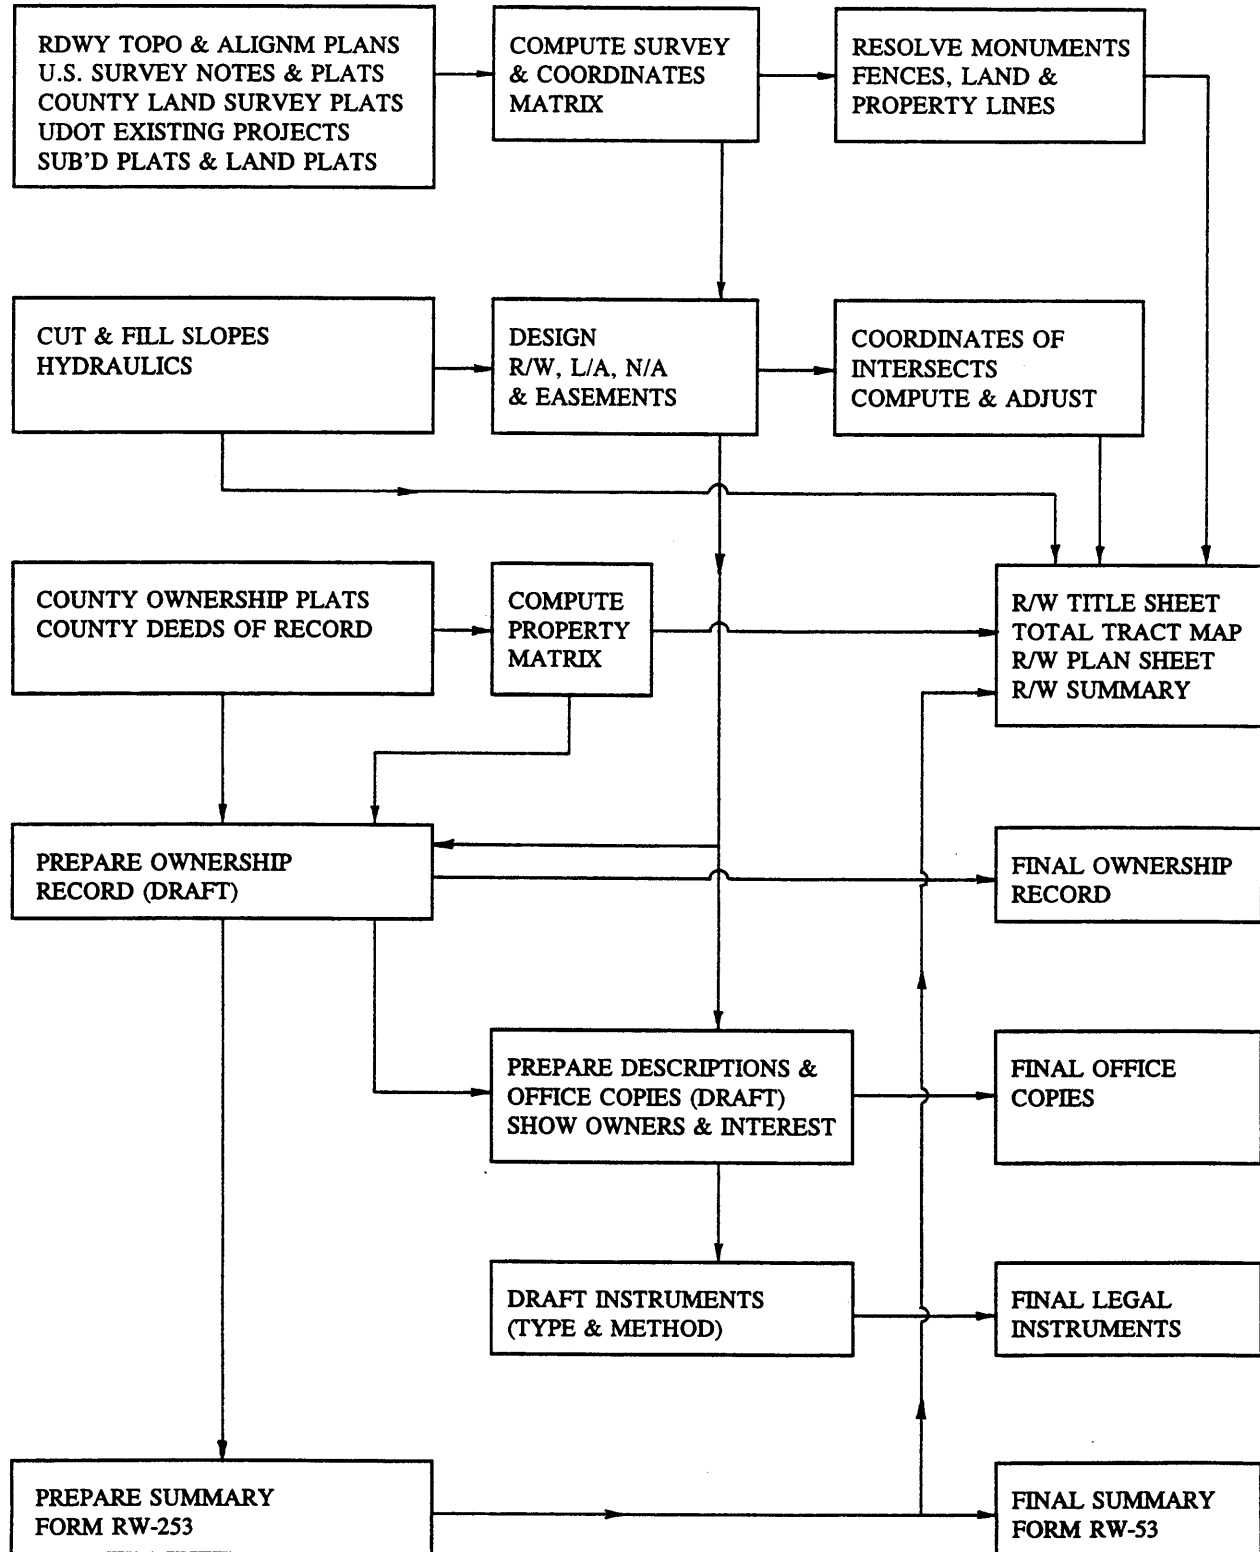 RDWY TOPO & ALIGNM PLANS
U.S. SURVEY NOTES & PLATS
COUNTY LAND SURVEY PLATS
UDOT EXISTING PROJECTS
SUB'D PLATS & LAND PLATS
COMPUTE SURVEY
& COORDINATES
MATRIX
RESOLVE MONUMENTS
FENCES, LAND &
PROPERTY LINES
CUT & FILL SLOPES
HYDRAULICS
DESIGN
R/W, L/A, N/A
& EASEMENTS
COORDINATES OF
INTERSECTS
COMPUTE & ADJUST
COUNTY OWNERSHIP PLATS
COUNTY DEEDS OF RECORD
COMPUTE
PROPERTY
MATRIX
R/W TITLE SHEET
TOTAL TRACT MAP
R/W PLAN SHEET
R/W SUMMARY
PREPARE OWNERSHIP
RECORD (DRAFT)
FINAL OWNERSHIP
RECORD
PREPARE DESCRIPTIONS &
OFFICE COPIES (DRAFT)
SHOW OWNERS & INTEREST
FINAL OFFICE
COPIES
DRAFT INSTRUMENTS
(TYPE & METHOD)
FINAL LEGAL
INSTRUMENTS
PREPARE SUMMARY
FORM RW-253
FINAL SUMMARY
FORM RW-53